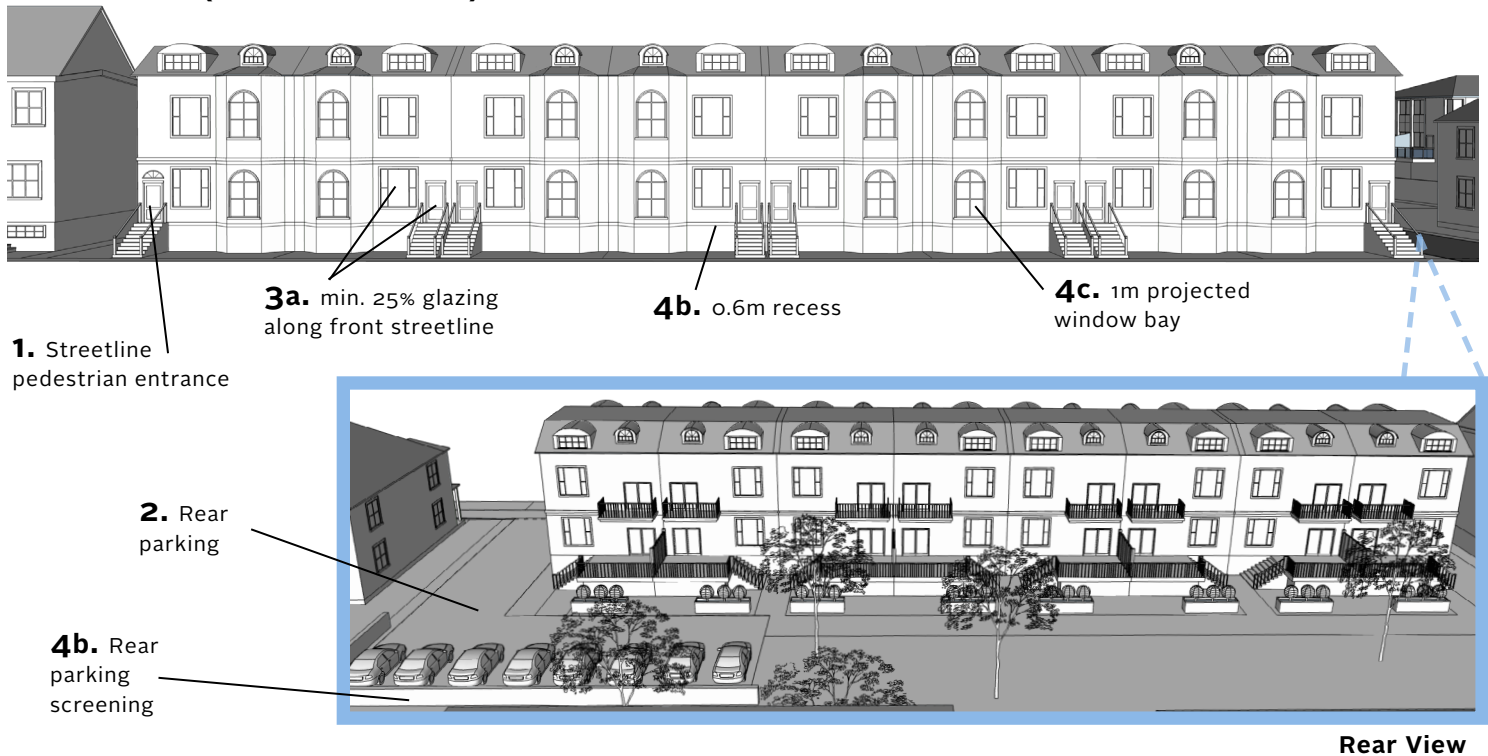 3a. min. 25% glazing
along front streetline
4b. 0.6m recess
4c. 1m projected
window bay
1. Streetline
pedestrian entrance
2. Rear
parking
4b. Rear
parking
screening
Rear View